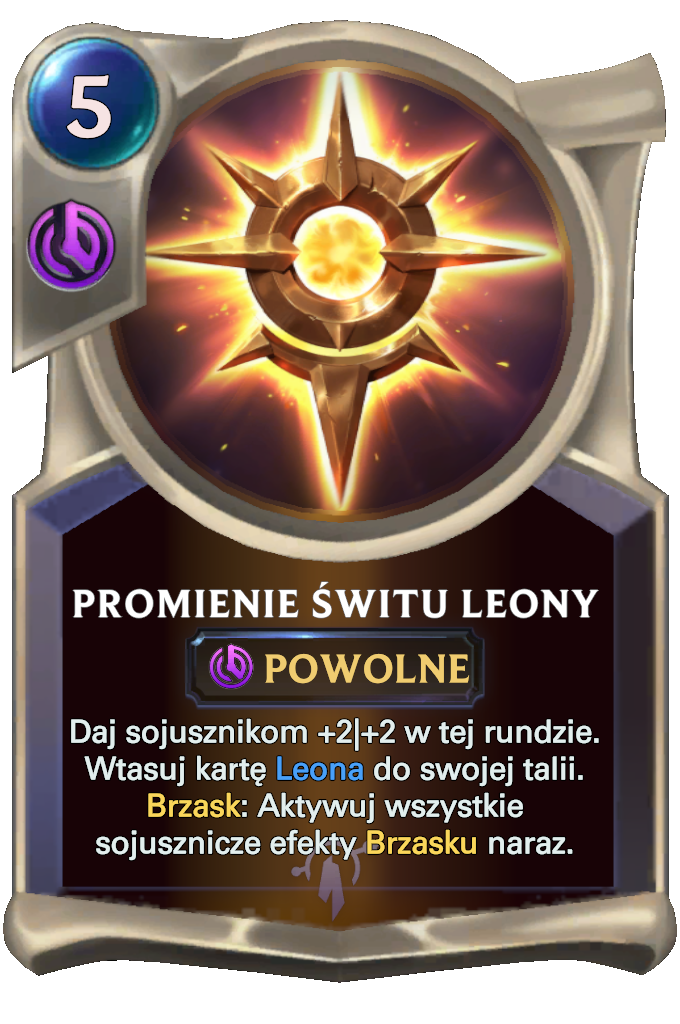 5
PROMIENIE ŚWITU LEONY
POWOLNE
Daj sojusznikom +2|+2 w tej rundzie.
Wtasuj kartę Leona do swojej talii.
Brzask: Aktywuj wszystkie
sojusznicze efekty Brzasku naraz.